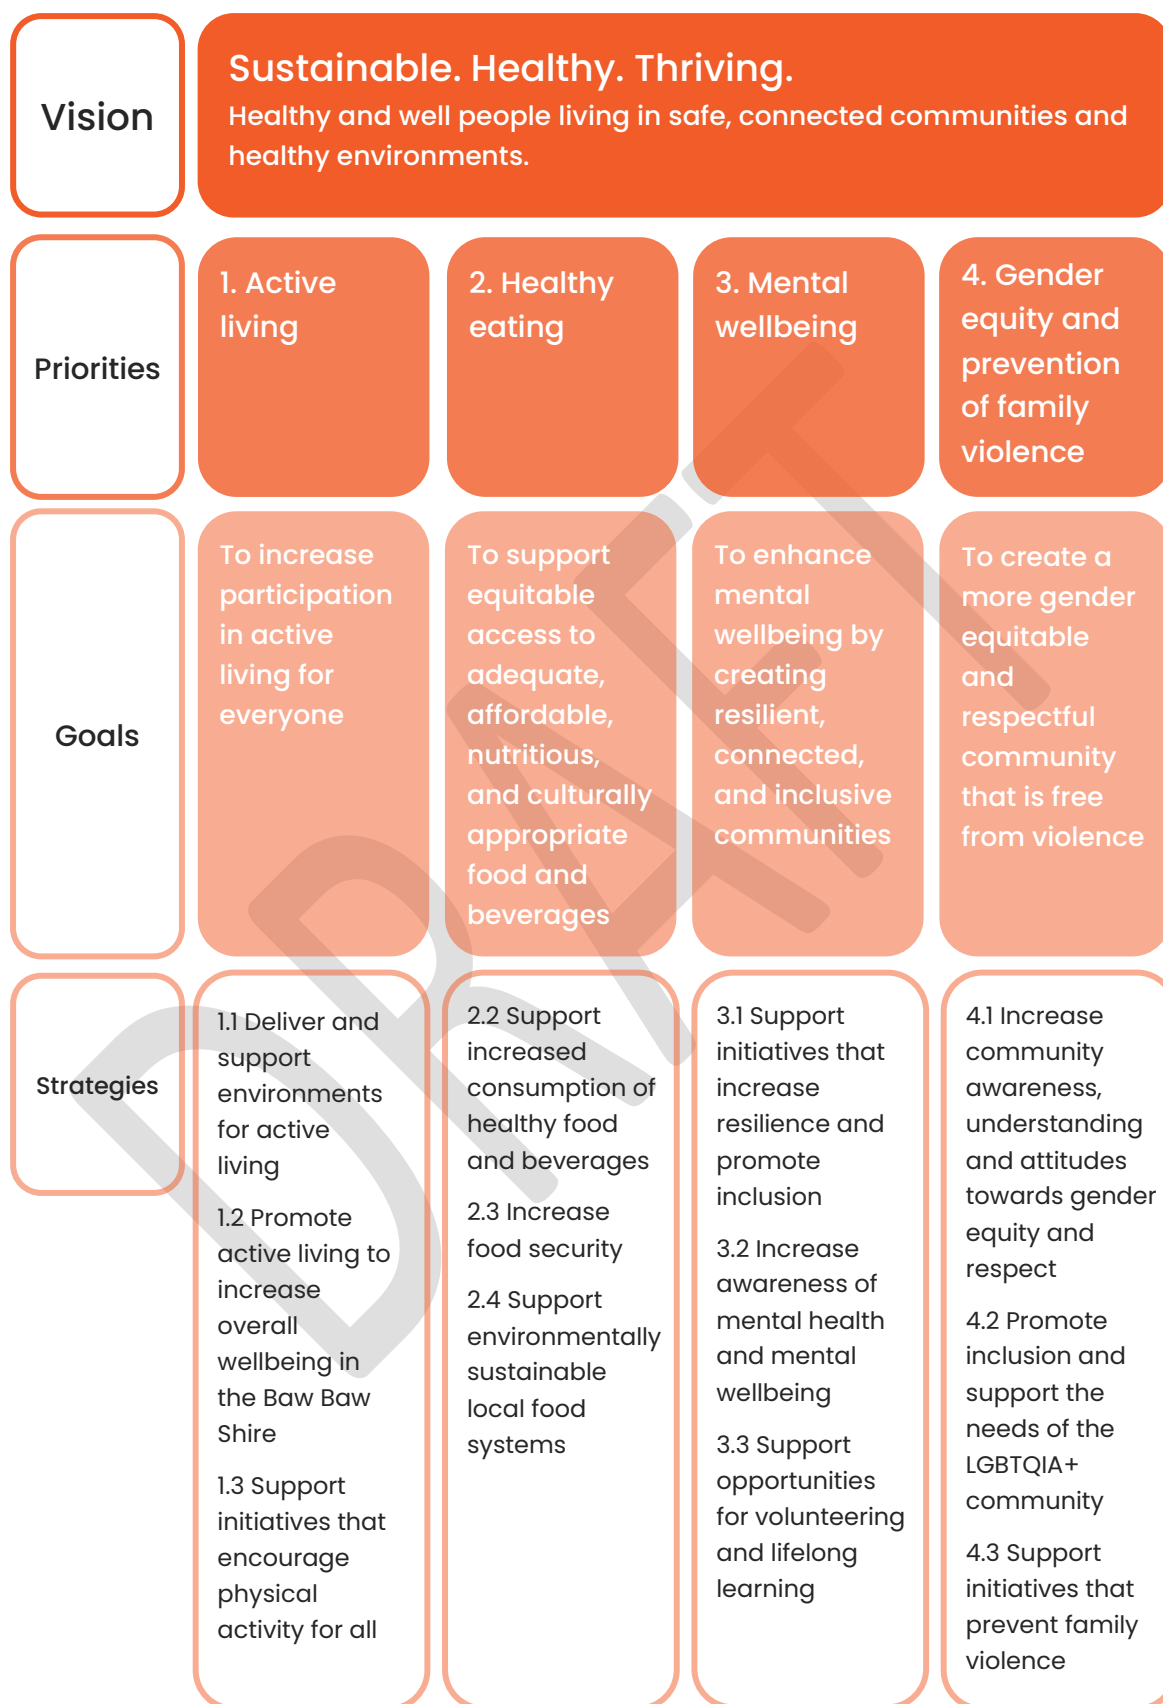 Vision
Sustainable. Healthy. Thriving.
Healthy and well people living in safe, connected communities and
healthy environments.
Priorities
1. Active
living
2. Healthy
eating
3. Mental
wellbeing
4. Gender
equity and
prevention
of family
violence
Goals
To increase
participation
in active
living for
everyone
To support
equitable
access to
adequate,
affordable,
nutritious,
and culturally
appropriate
food and
beverages
To enhance
mental
wellbeing by
creating
resilient,
connected,
and inclusive
communities
To create a
more gender
equitable
and
respectful
community
that is free
from violence
Strategies
1.1 Deliver and
support
environments
for active
living
1.2 Promote
active living to
increase
overall
wellbeing in
the Baw Baw
Shire
1.3 Support
initiatives that
encourage
physical
activity for all
2.2 Support
increased
consumption of
healthy food
and beverages
2.3 Increase
food security
2.4 Support
environmentally
sustainable
local food
systems
3.1 Support
initiatives that
increase
resilience and
promote
inclusion
3.2 Increase
awareness of
mental health
and mental
wellbeing
3.3 Support
opportunities
for volunteering
and lifelong
learning
4.1 Increase
community
awareness,
understanding
and attitudes
towards gender
equity and
respect
4.2 Promote
inclusion and
support the
needs of the
LGBTQIA+
community
4.3 Support
initiatives that
prevent family
violence
DRAFT